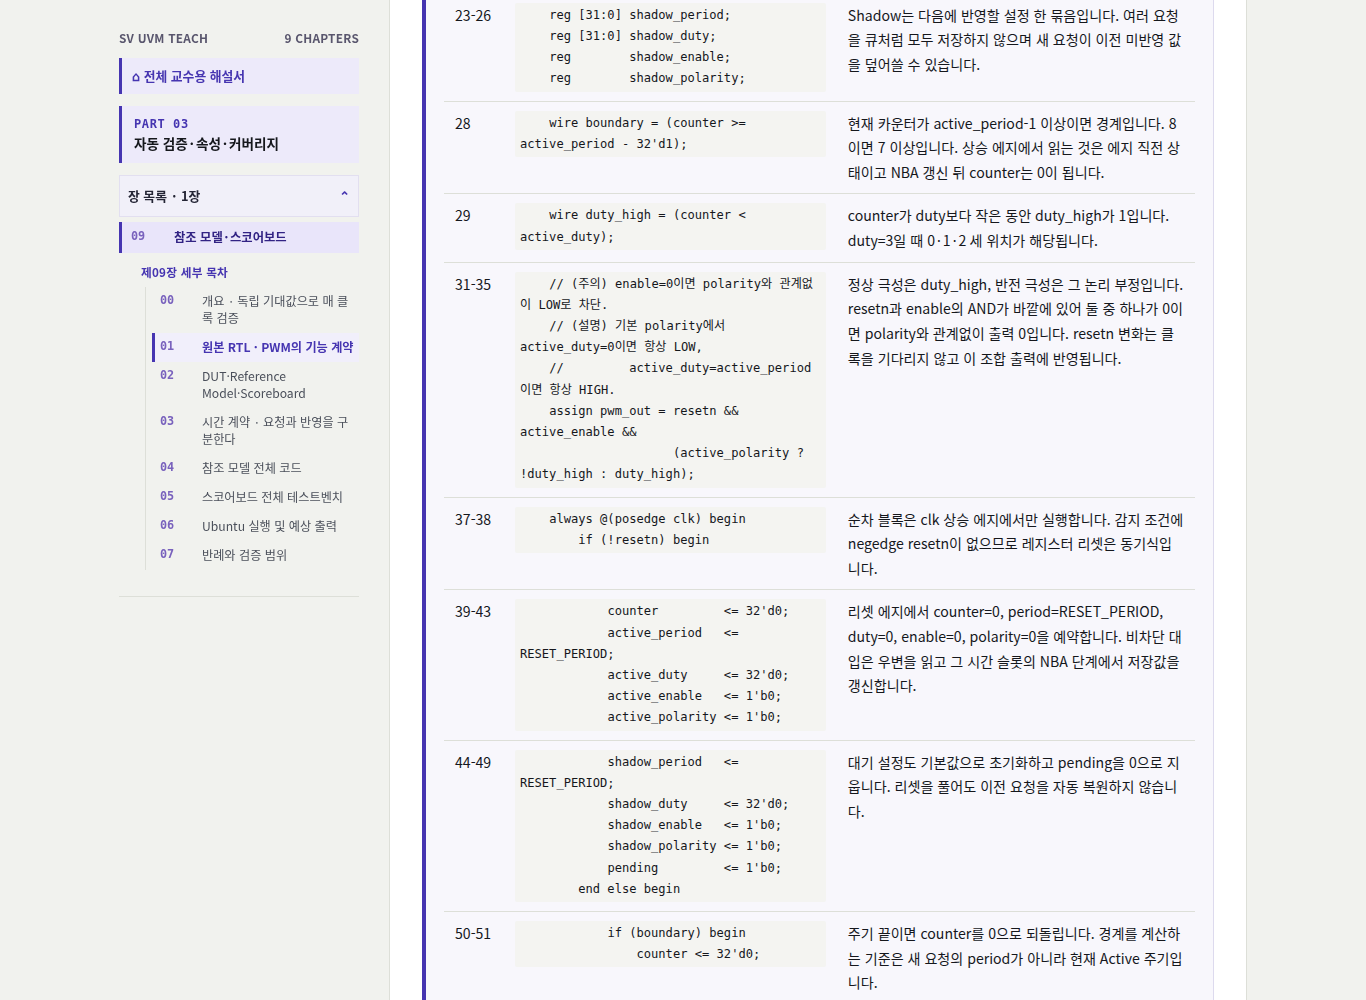 SV UVM TEACH 9 CHAPTERS
⌂ 전체 교수용 해설서
PART 03
자동 검증·속성·커버리지
장 목록 · 1장
09 참조 모델·스코어보드
제09장 세부 목차
00 개요 · 독립 기대값으로 매 클
록 검증
01 원본 RTL · PWM의 기능 계약
02 DUT·Reference
Model·Scoreboard
03 시간 계약 · 요청과 반영을 구
분한다
04 참조 모델 전체 코드
05 스코어보드 전체 테스트벤치
06 Ubuntu 실행 및 예상 출력
07 반례와 검증 범위
23-26
reg [31:0] shadow_period;
reg [31:0] shadow_duty;
reg        shadow_enable;
reg        shadow_polarity;
Shadow는 다음에 반영할 설정 한 묶음입니다. 여러 요청
을 큐처럼 모두 저장하지 않으며 새 요청이 이전 미반영 값
을 덮어쓸 수 있습니다.
28
wire boundary = (counter >=
active_period - 32'd1);
현재 카운터가 active_period-1 이상이면 경계입니다. 8
이면 7 이상입니다. 상승 에지에서 읽는 것은 에지 직전 상
태이고 NBA 갱신 뒤 counter는 0이 됩니다.
29
wire duty_high = (counter <
active_duty);
counter가 duty보다 작은 동안 duty_high가 1입니다.
duty=3일 때 0·1·2 세 위치가 해당됩니다.
31-35
// (주의) enable=0이면 polarity와 관계없
이 LOW로 차단.
// (설명) 기본 polarity에서
active_duty=0이면 항상 LOW,
//         active_duty=active_period
이면 항상 HIGH.
assign pwm_out = resetn &&
active_enable &&
(active_polarity ?
!duty_high : duty_high);
정상 극성은 duty_high, 반전 극성은 그 논리 부정입니다.
resetn과 enable의 AND가 바깥에 있어 둘 중 하나가 0이
면 polarity와 관계없이 출력 0입니다. resetn 변화는 클
록을 기다리지 않고 이 조합 출력에 반영됩니다.
37-38
always @(posedge clk) begin
if (!resetn) begin
순차 블록은 clk 상승 에지에서만 실행합니다. 감지 조건에
negedge resetn이 없으므로 레지스터 리셋은 동기식입
니다.
39-43
counter         <= 32'd0;
active_period   <=
RESET_PERIOD;
active_duty     <= 32'd0;
active_enable   <= 1'b0;
active_polarity <= 1'b0;
리셋 에지에서 counter=0, period=RESET_PERIOD,
duty=0, enable=0, polarity=0을 예약합니다. 비차단 대
입은 우변을 읽고 그 시간 슬롯의 NBA 단계에서 저장값을
갱신합니다.
44-49
shadow_period   <=
RESET_PERIOD;
shadow_duty     <= 32'd0;
shadow_enable   <= 1'b0;
shadow_polarity <= 1'b0;
pending         <= 1'b0;
end else begin
대기 설정도 기본값으로 초기화하고 pending을 0으로 지
웁니다. 리셋을 풀어도 이전 요청을 자동 복원하지 않습니
다.
50-51
if (boundary) begin
counter <= 32'd0;
주기 끝이면 counter를 0으로 되돌립니다. 경계를 계산하
는 기준은 새 요청의 period가 아니라 현재 Active 주기입
니다.